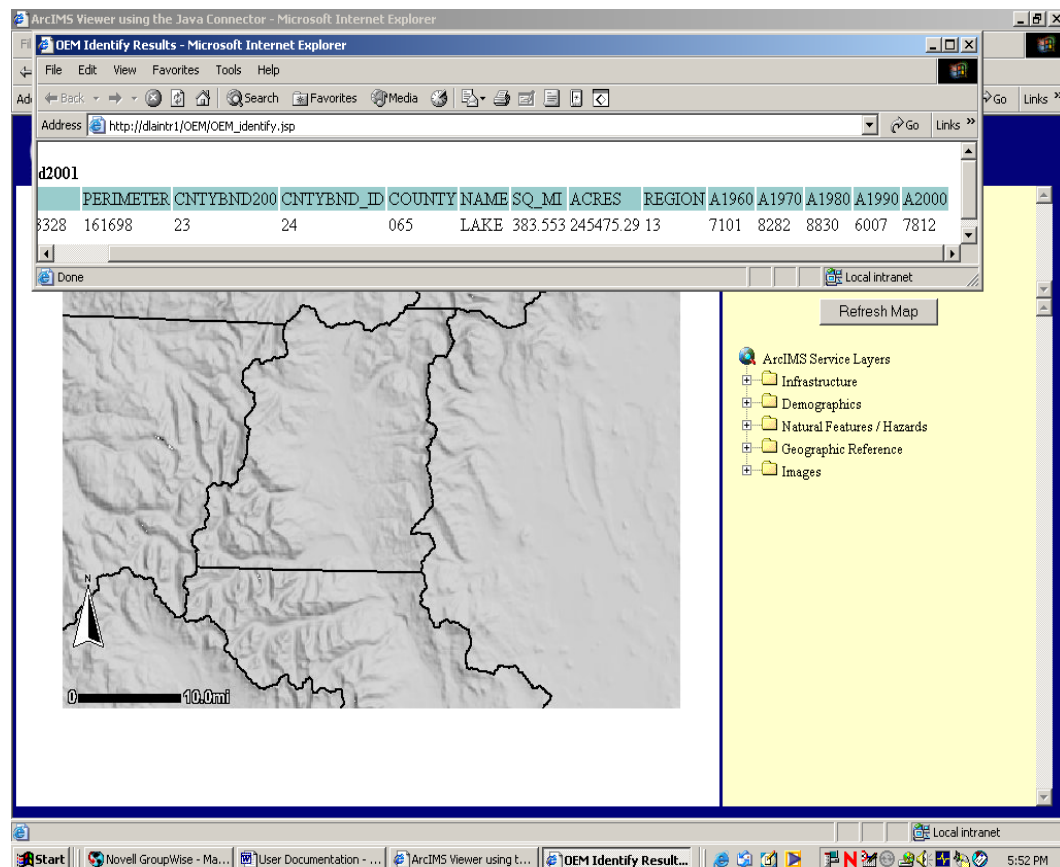 ArcIMS Viewer using the Java Connector - Microsoft Internet Explorer
OEM Identify Results - Microsoft Internet Explorer
File Edit View Favorites Tools Help
Back Search Favorites Media
Address http://dlaintr1/OEM/OEM_identify.jsp Go Links »
Go Links »
d2001
PERIMETER CNTYBND200 CNTYBND_ID COUNTY NAME SQ_MI ACRES REGION A1960 A1970 A1980 A1990 A2000
3328 161698 23 24 065 LAKE 383.553 245475.29 13 7101 8282 8830 6007 7812
Done Local intranet
Refresh Map
ArcIMS Service Layers
Infrastructure
Demographics
Natural Features / Hazards
Geographic Reference
Images
N
0 10.0mi
Local intranet
Start Novell GroupWise - Ma... User Documentation - ... ArcIMS Viewer using t... OEM Identify Result... 5:52 PM